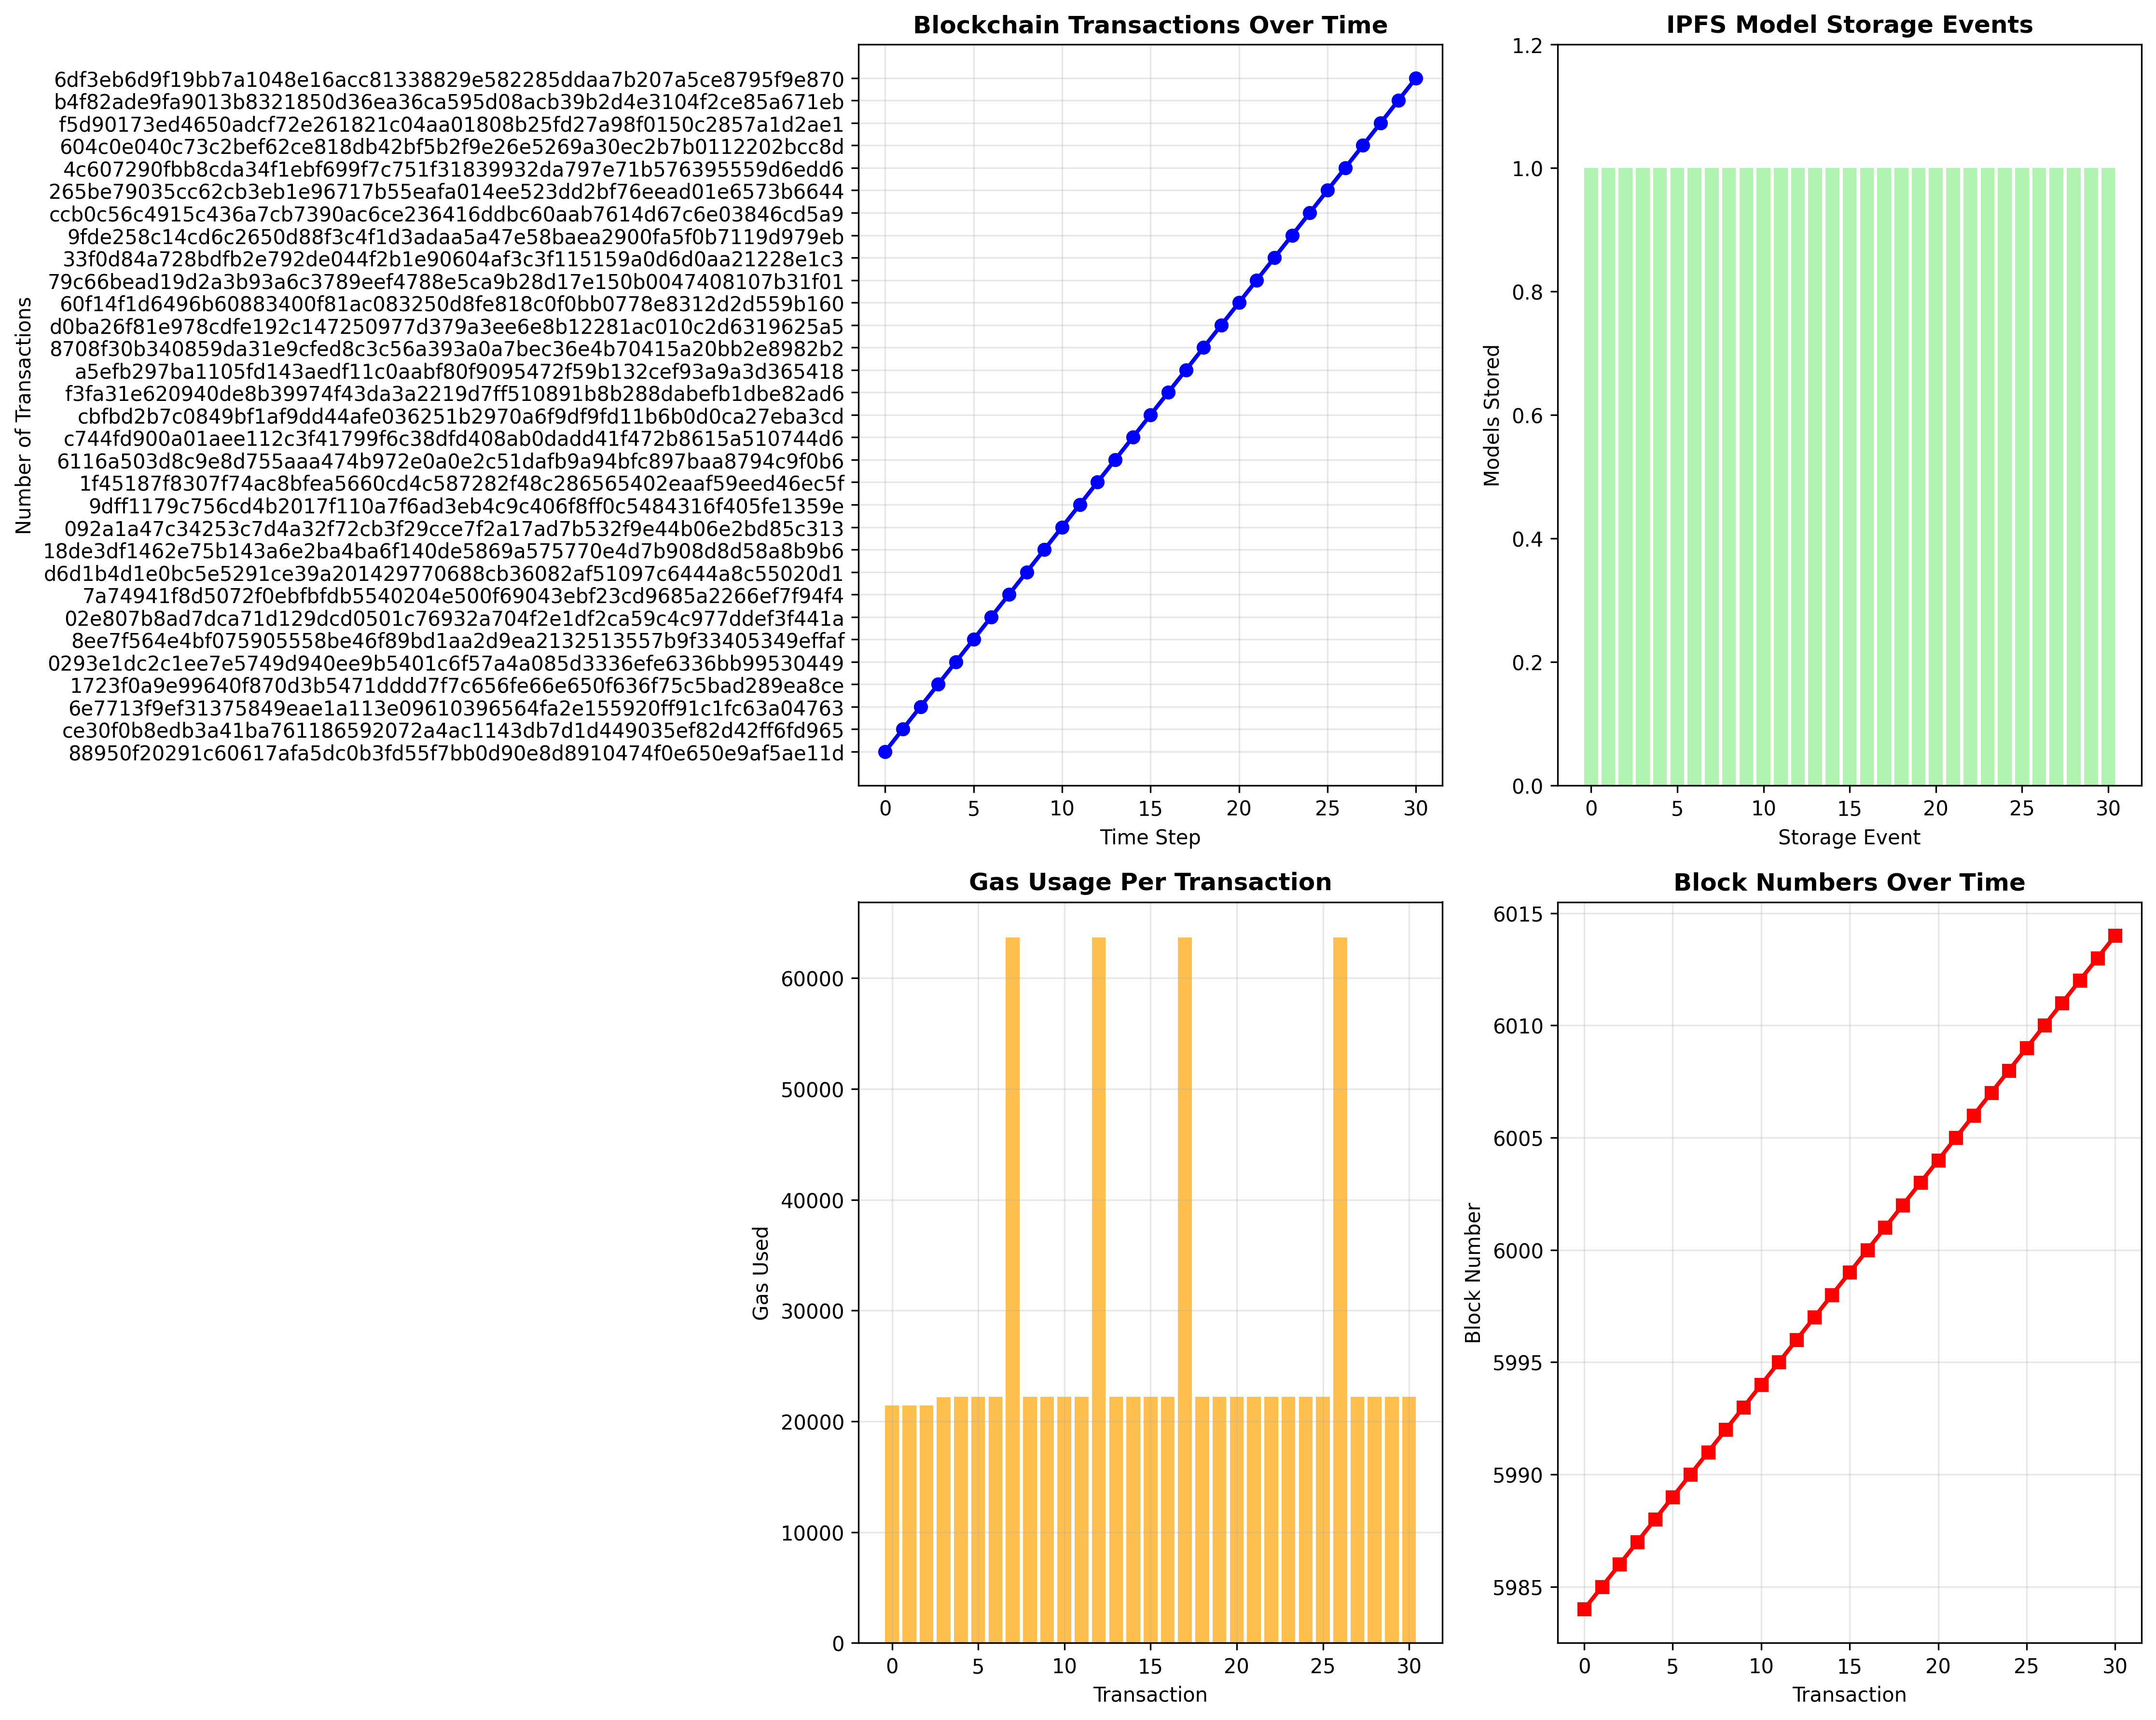 Blockchain Transactions Over Time
Number of Transactions
6df3eb6d9f19bb7a1048e16acc81338829e582285ddaa7b207a5ce8795f9e870
b4f82ade9fa9013b8321850d36ea36ca595d08acb39b2d4e3104f2ce85a671eb
f5d90173ed4650adcf72e261821c04aa01808b25fd27a98f0150c2857a1d2ae1
604c0e040c73c2bef62ce818db42bf5b2f9e26e5269a30ec2b7b0112202bcc8d
4c607290fbb8cda34f1ebf699f7c751f31839932da797e71b576395559d6edd6
265be79035cc62cb3eb1e96717b55eafa014ee523dd2bf76eead01e6573b6644
ccb0c56c4915c436a7cb7390ac6ce236416ddbc60aab7614d67c6e03846cd5a9
9fde258c14cd6c2650d88f3c4f1d3adaa5a47e58baea2900fa5f0b7119d979eb
33f0d84a728bdfb2e792de044f2b1e90604af3c3f115159a0d6d0aa21228e1c3
79c66bead19d2a3b93a6c3789eef4788e5ca9b28d17e150b0047408107b31f01
60f14f1d6496b60883400f81ac083250d8fe818c0f0bb0778e8312d2d559b160
d0ba26f81e978cdfe192c147250977d379a3ee6e8b12281ac010c2d6319625a5
8708f30b340859da31e9cfed8c3c56a393a0a7bec36e4b70415a20bb2e8982b2
a5efb297ba1105fd143aedf11c0aabf80f9095472f59b132cef93a9a3d365418
f3fa31e620940de8b39974f43da3a2219d7ff510891b8b288dabefb1dbe82ad6
cbfbd2b7c0849bf1af9dd44afe036251b2970a6f9df9fd11b6b0d0ca27eba3cd
c744fd900a01aee112c3f41799f6c38dfd408ab0dadd41f472b8615a510744d6
6116a503d8c9e8d755aaa474b972e0a0e2c51dafb9a94bfc897baa8794c9f0b6
1f45187f8307f74ac8bfea5660cd4c587282f48c286565402eaaf59eed46ec5f
9dff1179c756cd4b2017f110a7f6ad3eb4c9c406f8ff0c5484316f405fe1359e
092a1a47c34253c7d4a32f72cb3f29cce7f2a17ad7b532f9e44b06e2bd85c313
18de3df1462e75b143a6e2ba4ba6f140de5869a575770e4d7b908d8d58a8b9b6
d6d1b4d1e0bc5e5291ce39a201429770688cb36082af51097c6444a8c55020d1
7a74941f8d5072f0ebfbfdb5540204e500f69043ebf23cd9685a2266ef7f94f4
02e807b8ad7dca71d129dcd0501c76932a704f2e1df2ca59c4c977ddef3f441a
8ee7f564e4bf075905558be46f89bd1aa2d9ea2132513557b9f33405349effaf
0293e1dc2c1ee7e5749d940ee9b5401c6f57a4a085d3336efe6336bb99530449
1723f0a9e99640f870d3b5471dddd7f7c656fe66e650f636f75c5bad289ea8ce
6e7713f9ef31375849eae1a113e09610396564fa2e155920ff91c1fc63a04763
ce30f0b8edb3a41ba761186592072a4ac1143db7d1d449035ef82d42ff6fd965
88950f20291c60617afa5dc0b3fd55f7bb0d90e8d8910474f0e650e9af5ae11d
0 5 10 15 20 25 30
Time Step
IPFS Model Storage Events
Models Stored
1.2
1.0
0.8
0.6
0.4
0.2
0.0
0 5 10 15 20 25 30
Storage Event
Gas Usage Per Transaction
Gas Used
60000
50000
40000
30000
20000
10000
0
0 5 10 15 20 25 30
Transaction
Block Numbers Over Time
Block Number
6015
6010
6005
6000
5995
5990
5985
0 5 10 15 20 25 30
Transaction